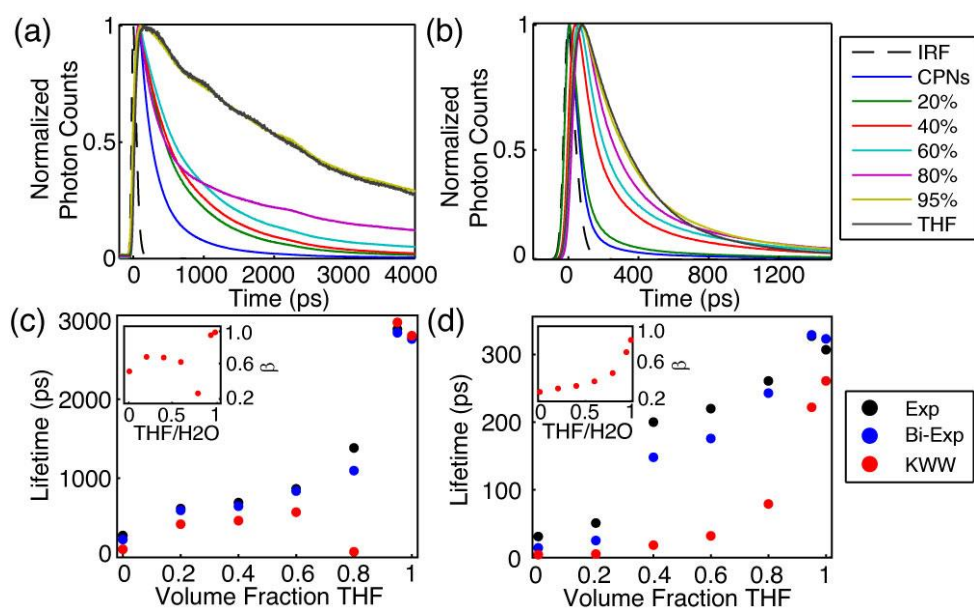 (a)
Normalized
Photon Counts
1
0.5
0
0 1000 2000 3000 4000
Time (ps)
(b)
Normalized
Photon Counts
1
0.5
0
0 400 800 1200
Time (ps)
IRF
CPNs
20%
40%
60%
80%
95%
THF
(c)
Lifetime (ps)
3000
2000
1000
0
0 0.2 0.4 0.6 0.8 1
Volume Fraction THF
1.0
0.6
0.2
β
0 0.5 1
THF/H2O
(d)
Lifetime (ps)
300
200
100
0
0 0.2 0.4 0.6 0.8 1
Volume Fraction THF
1.0
0.6
0.2
β
0 0.5 1
THF/H2O
Exp
Bi-Exp
KWW